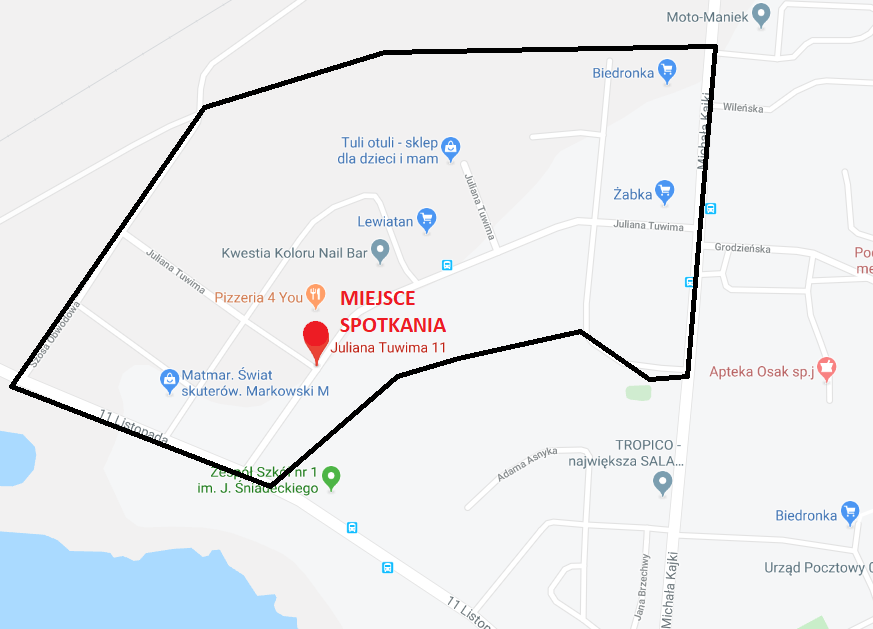 Moto-Maniek
Biedronka
Michała Kajki
Wileńska
Tuli otuli - sklep
dla dzieci i mam
Juliana Tuwima
Żabka
Lewiatan
Juliana Tuwima
Kwestia Koloru Nail Bar
Grodzieńska
Juliana Tuwima
Pizzeria 4 You
MIEJSCE
SPOTKANIA
Juliana Tuwima 11
Szosa Obwodowa
Matmar. Świat
skuterów. Markowski M
Apteka Osak sp.j
11 Listopada
Zespół Szkół nr 1
im. J. Śniadeckiego
Adama Asnyka
TROPICO -
największa SALA...
Biedronka
Urząd Pocztowy
Jana Brzechwy
Michała Kajki
11 Listo